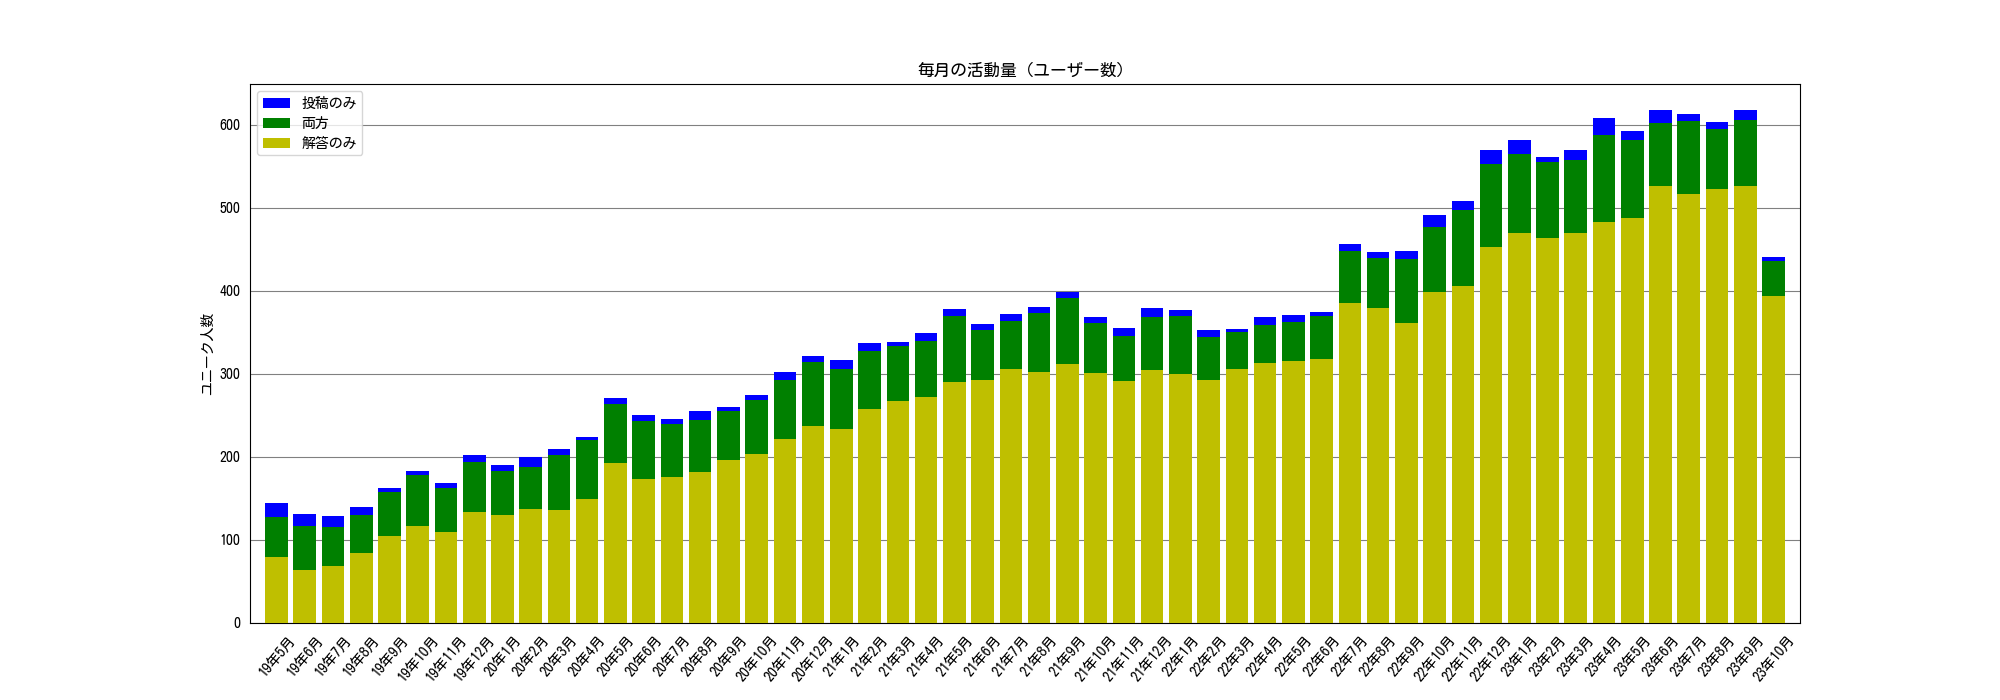 毎月の活動量（ユーザー数）
投稿のみ
両方
解答のみ
ユニーク人数
600
500
400
300
200
100
0
19年5月
19年6月
19年7月
19年8月
19年9月
19年10月
19年11月
19年12月
20年1月
20年2月
20年3月
20年4月
20年5月
20年6月
20年7月
20年8月
20年9月
20年10月
20年11月
20年12月
21年1月
21年2月
21年3月
21年4月
21年5月
21年6月
21年7月
21年8月
21年9月
21年10月
21年11月
21年12月
22年1月
22年2月
22年3月
22年4月
22年5月
22年6月
22年7月
22年8月
22年9月
22年10月
22年11月
22年12月
23年1月
23年2月
23年3月
23年4月
23年5月
23年6月
23年7月
23年8月
23年9月
23年10月